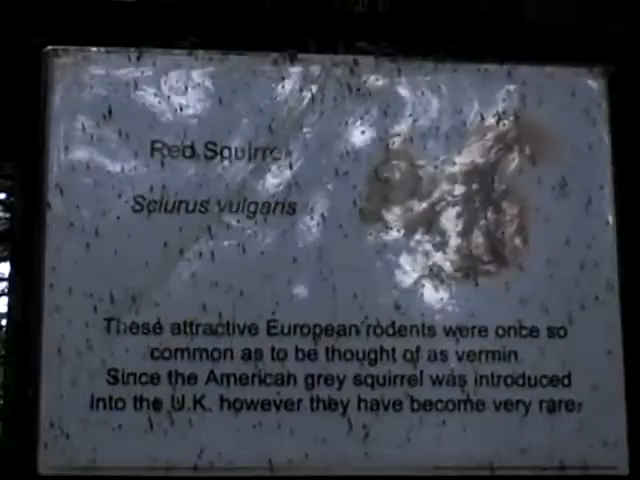 Red Squirrel
Sciurus vulgaris
These attractive European rodents were once so
common as to be thought of as vermin
Since the American grey squirrel was introduced
into the U.K. however they have become very rare.